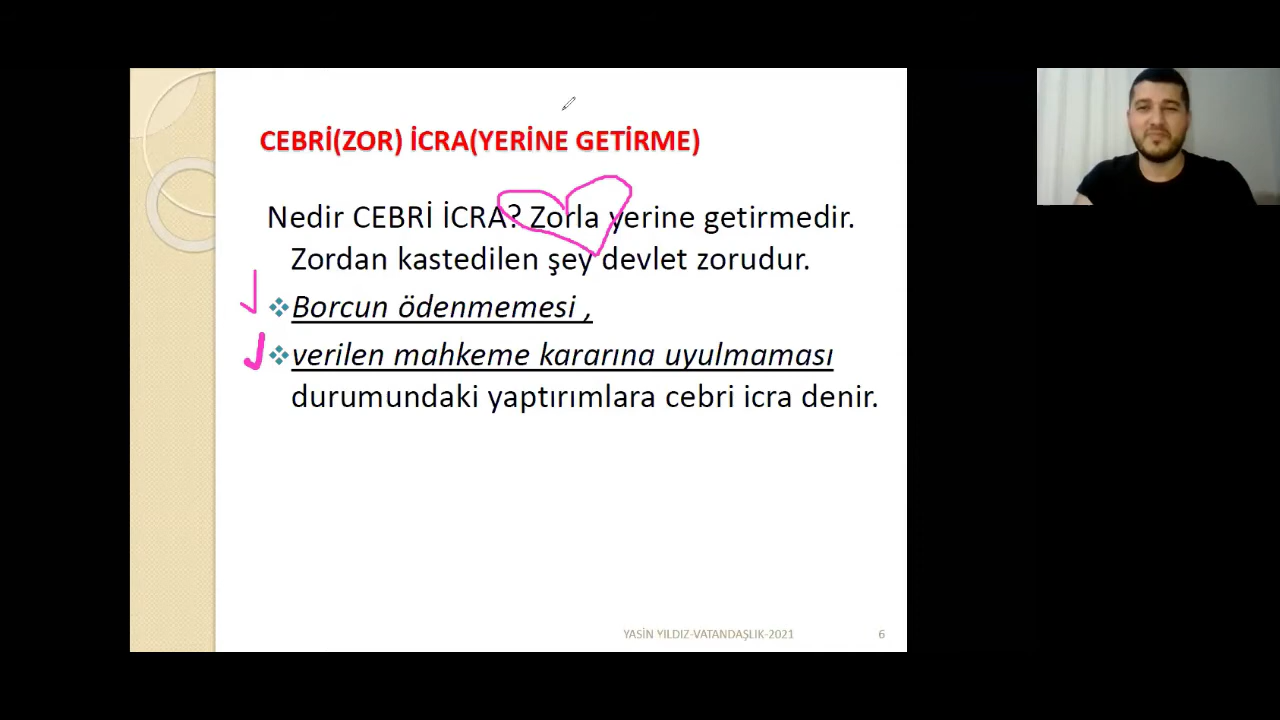 CEBRİ(ZOR) İCRA(YERİNE GETİRME)
Nedir CEBRİ İCRA? Zorla yerine getirmedir.
Zordan kastedilen şey devlet zorudur.
Borcun ödenmemesi ,
verilen mahkeme kararına uyulmaması
durumundaki yaptırımlara cebri icra denir.
YASİN YILDIZ-VATANDAŞLIK-2021 6